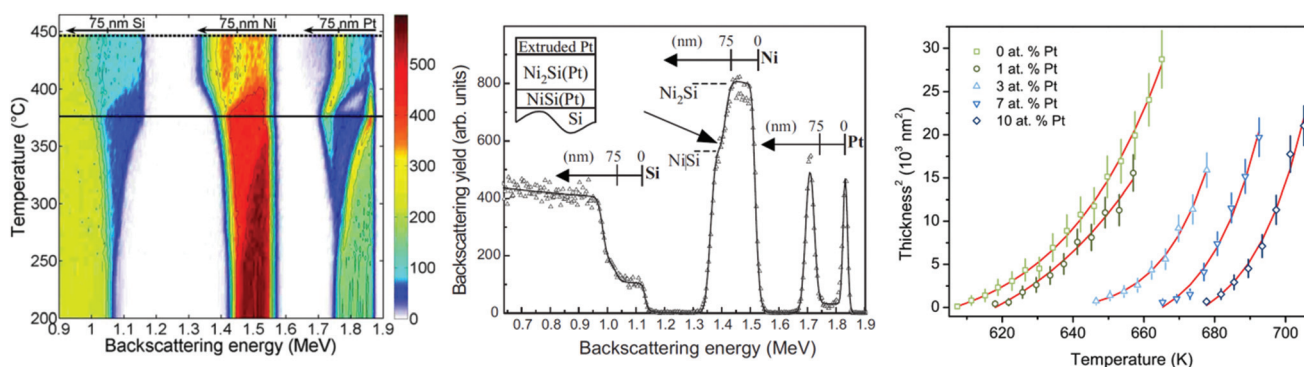 75 nm Si
75 nm Ni
75 nm Pt
450
400
350
300
250
200
Temperature (°C)
0.9 1 1.1 1.2 1.3 1.4 1.5 1.6 1.7 1.8 1.9
Backscattering energy (MeV)
500
400
300
200
100
0
Extruded Pt
Ni₂Si(Pt)
NiSi(Pt)
Si
(nm) 75 0
Ni
Ni₂Si
NiSi
(nm) 75 0
Pt
(nm) 75 0
Si
800
600
400
200
0
Backscattering yield (arb. units)
0.7 0.8 0.9 1.0 1.1 1.2 1.3 1.4 1.5 1.6 1.7 1.8 1.9
Backscattering energy (MeV)
0 at. % Pt
1 at. % Pt
3 at. % Pt
7 at. % Pt
10 at. % Pt
30
25
20
15
10
5
0
Thickness² (10³ nm²)
620 640 660 680 700
Temperature (K)